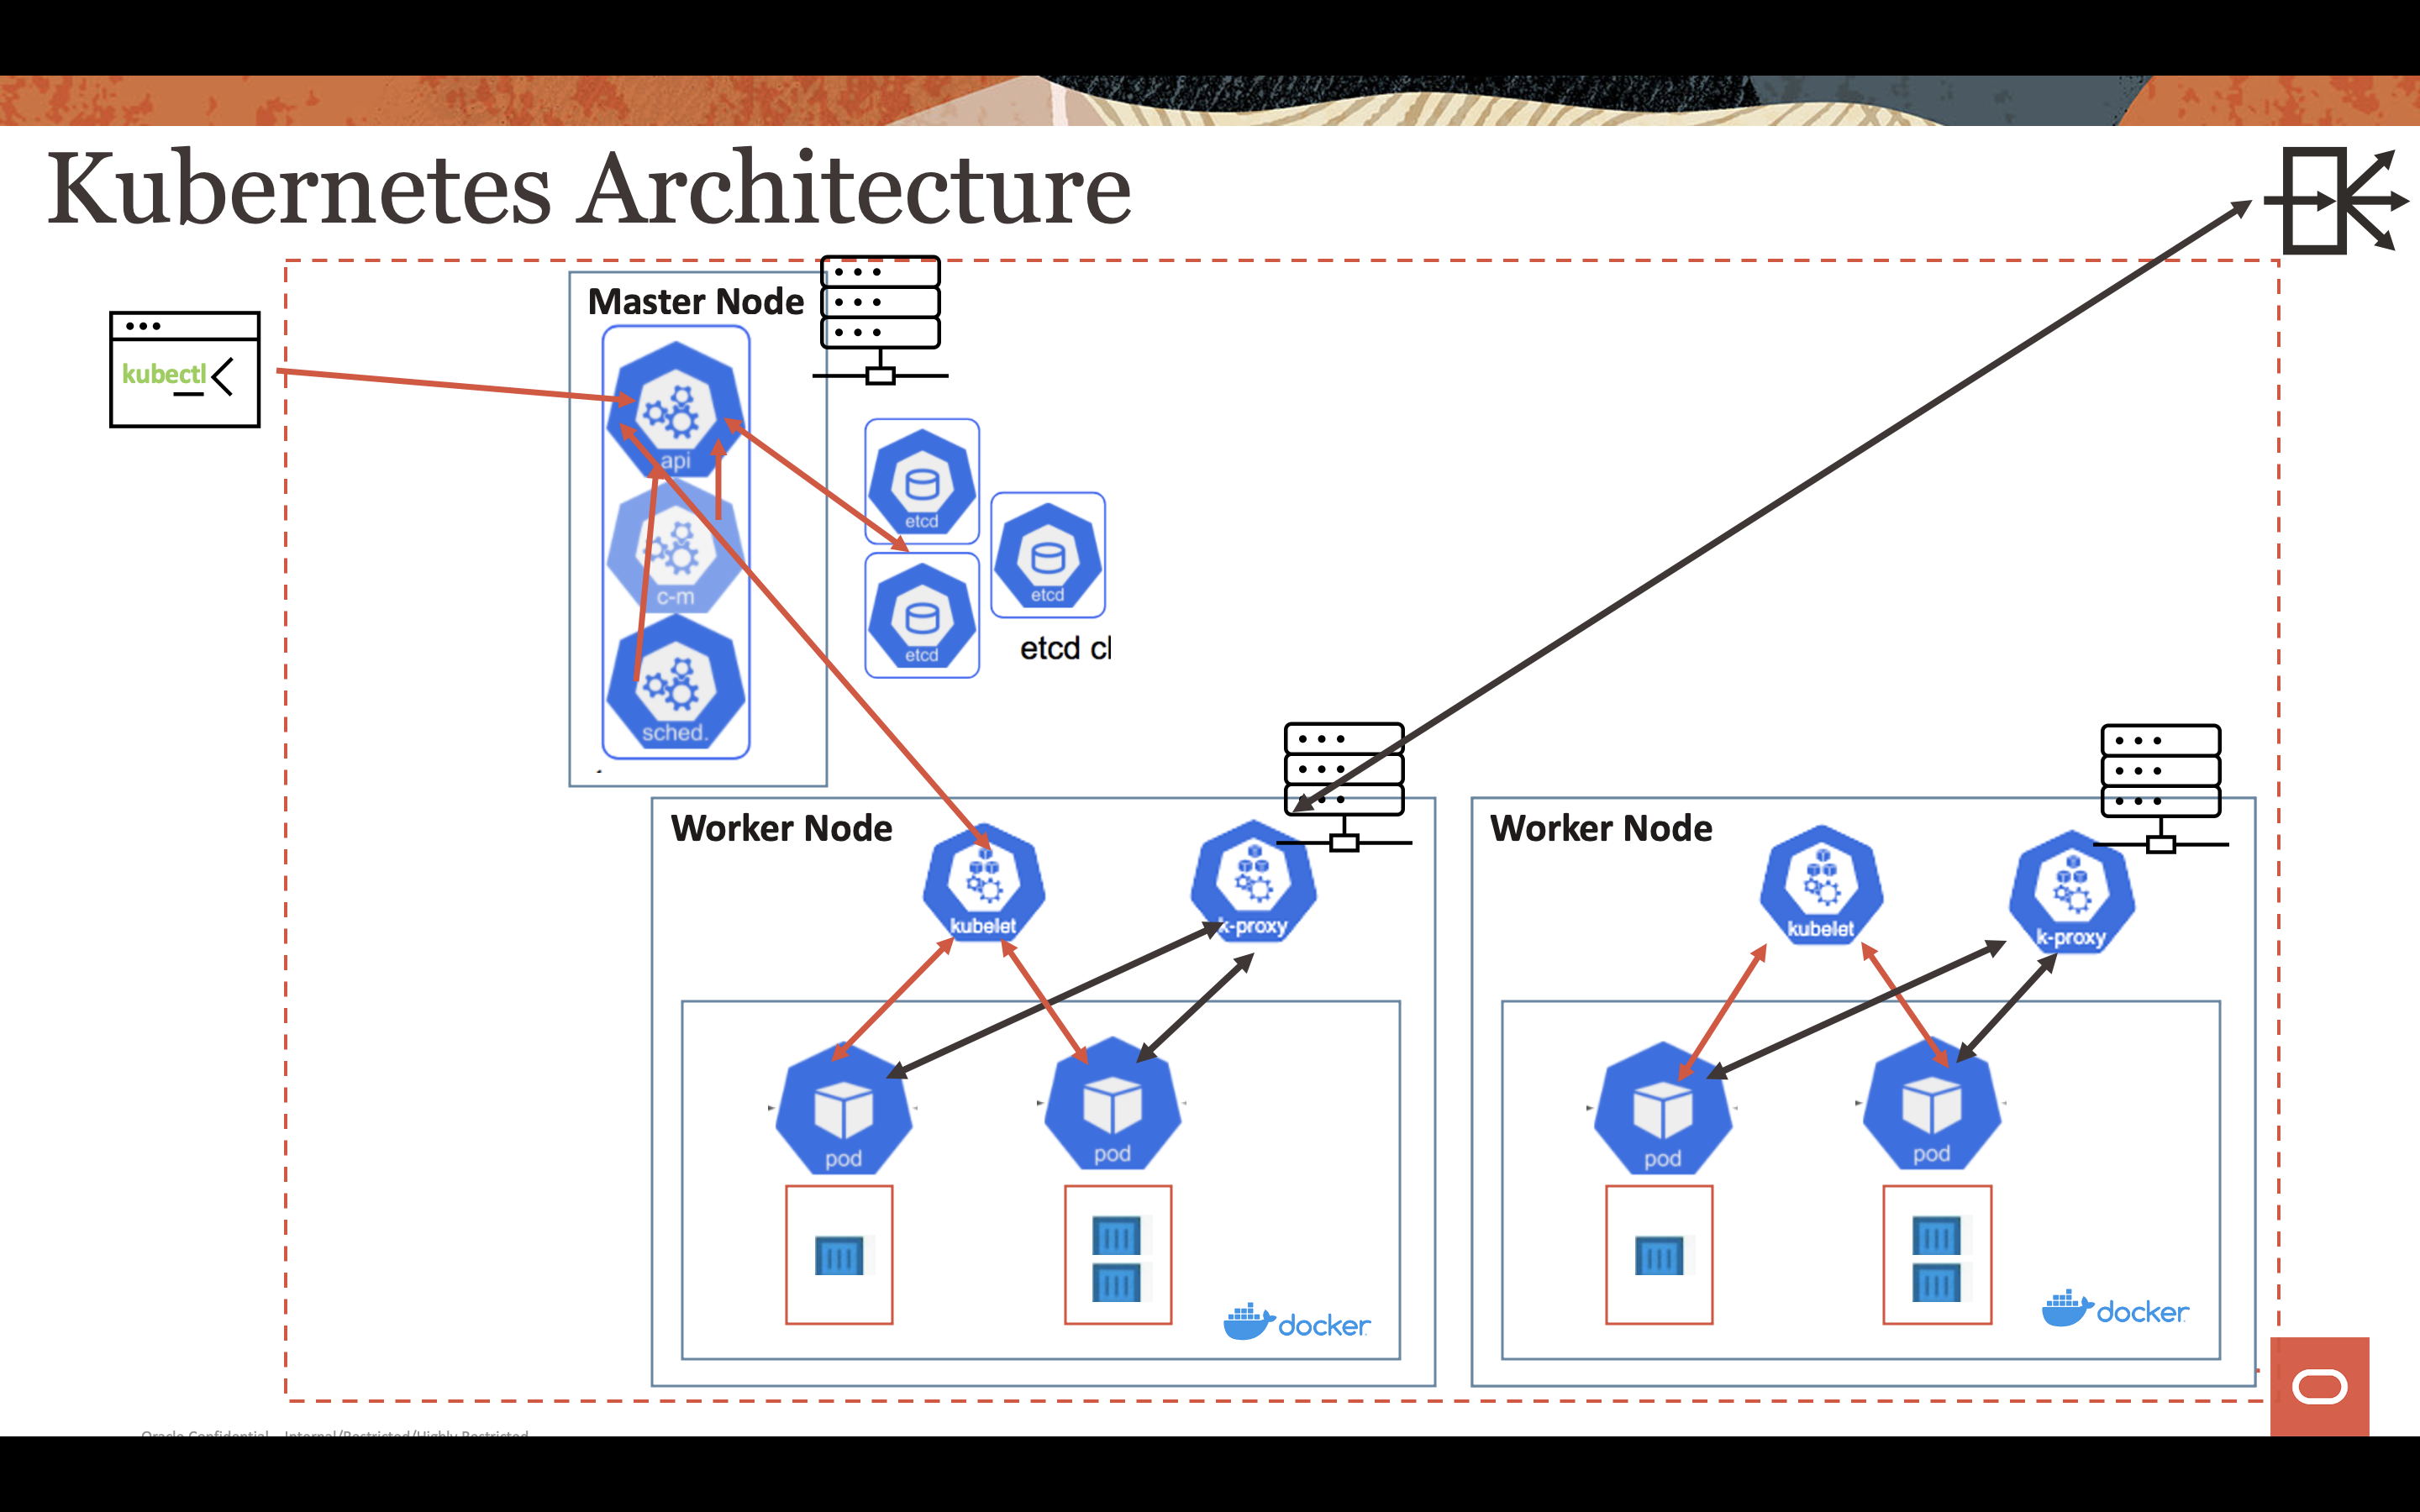 Kubernetes Architecture
Master Node
kubectl
api
c-m
sched.
etcd
etcd
etcd
etcd cl
Worker Node
kubelet
k-proxy
pod
pod
docker
Worker Node
kubelet
k-proxy
pod
pod
docker
Oracle Confidential – Internal/Restricted/Highly Restricted